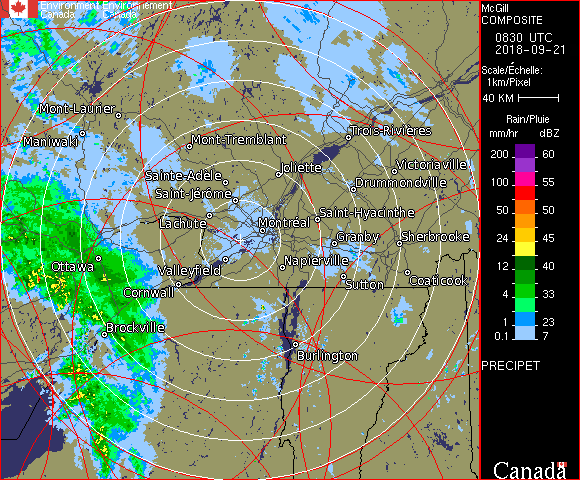 Environment Environnement
Canada Canada
Mont-Laurier
Maniwaki
Mont-Tremblant
Trois-Rivières
Sainte-Adèle
Joliette
Victoriaville
Saint-Jérôme
Drummondville
Lachute
Montréal
Saint-Hyacinthe
Granby
Sherbrooke
Ottawa
Valleyfield
Napierville
Cornwall
Sutton
Coaticook
Brockville
Burlington
McGill
COMPOSITE
0830 UTC
2018-09-21
Scale/Échelle:
1km/Pixel
40 KM
Rain/Pluie
mm/hr dBZ
200 60
100 55
50 50
24 45
12 40
4 33
1 23
0.1 7
PRECIPET
Canada